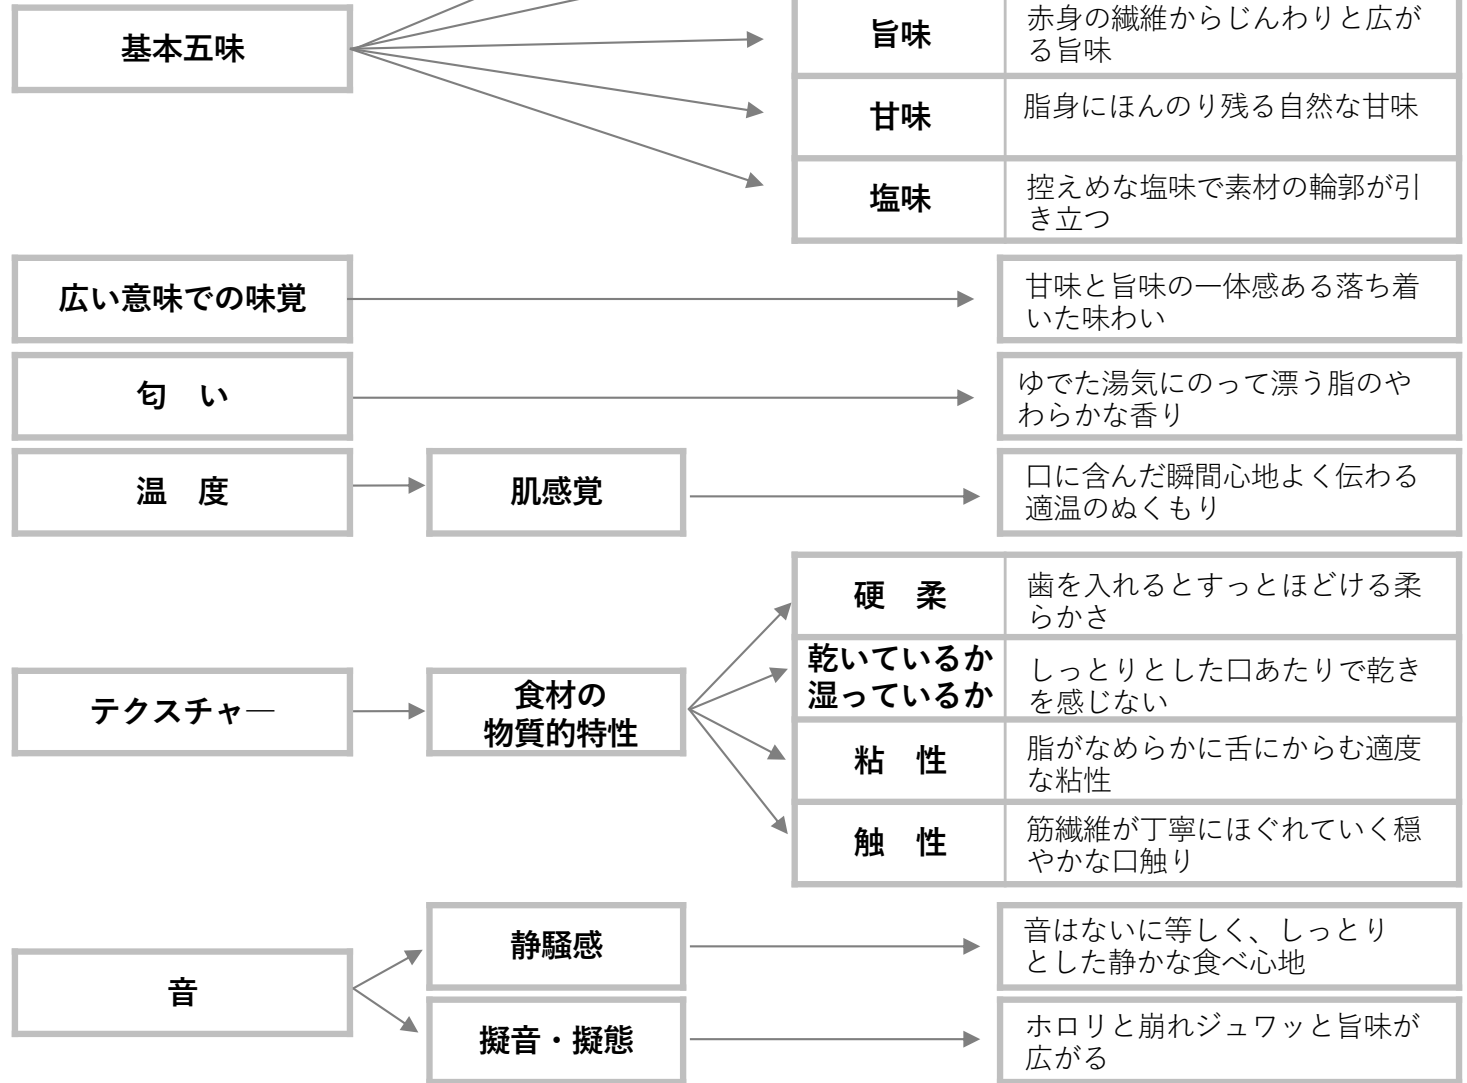 基本五味
旨味
赤身の繊維からじんわりと広が
る旨味
甘味
脂身にほんのり残る自然な甘味
塩味
控えめな塩味で素材の輪郭が引
き立つ
広い意味での味覚
甘味と旨味の一体感ある落ち着
いた味わい
匂　い
ゆでた湯気にのって漂う脂のや
わらかな香り
温　度
肌感覚
口に含んだ瞬間心地よく伝わる
適温のぬくもり
テクスチャ―
食材の
物質的特性
硬　柔
歯を入れるとすっとほどける柔
らかさ
乾いているか
湿っているか
しっとりとした口あたりで乾き
を感じない
粘　性
脂がなめらかに舌にからむ適度
な粘性
触　性
筋繊維が丁寧にほぐれていく穏
やかな口触り
音
静騒感
音はないに等しく、しっとり
とした静かな食べ心地
擬音・擬態
ホロリと崩れジュワッと旨味が
広がる